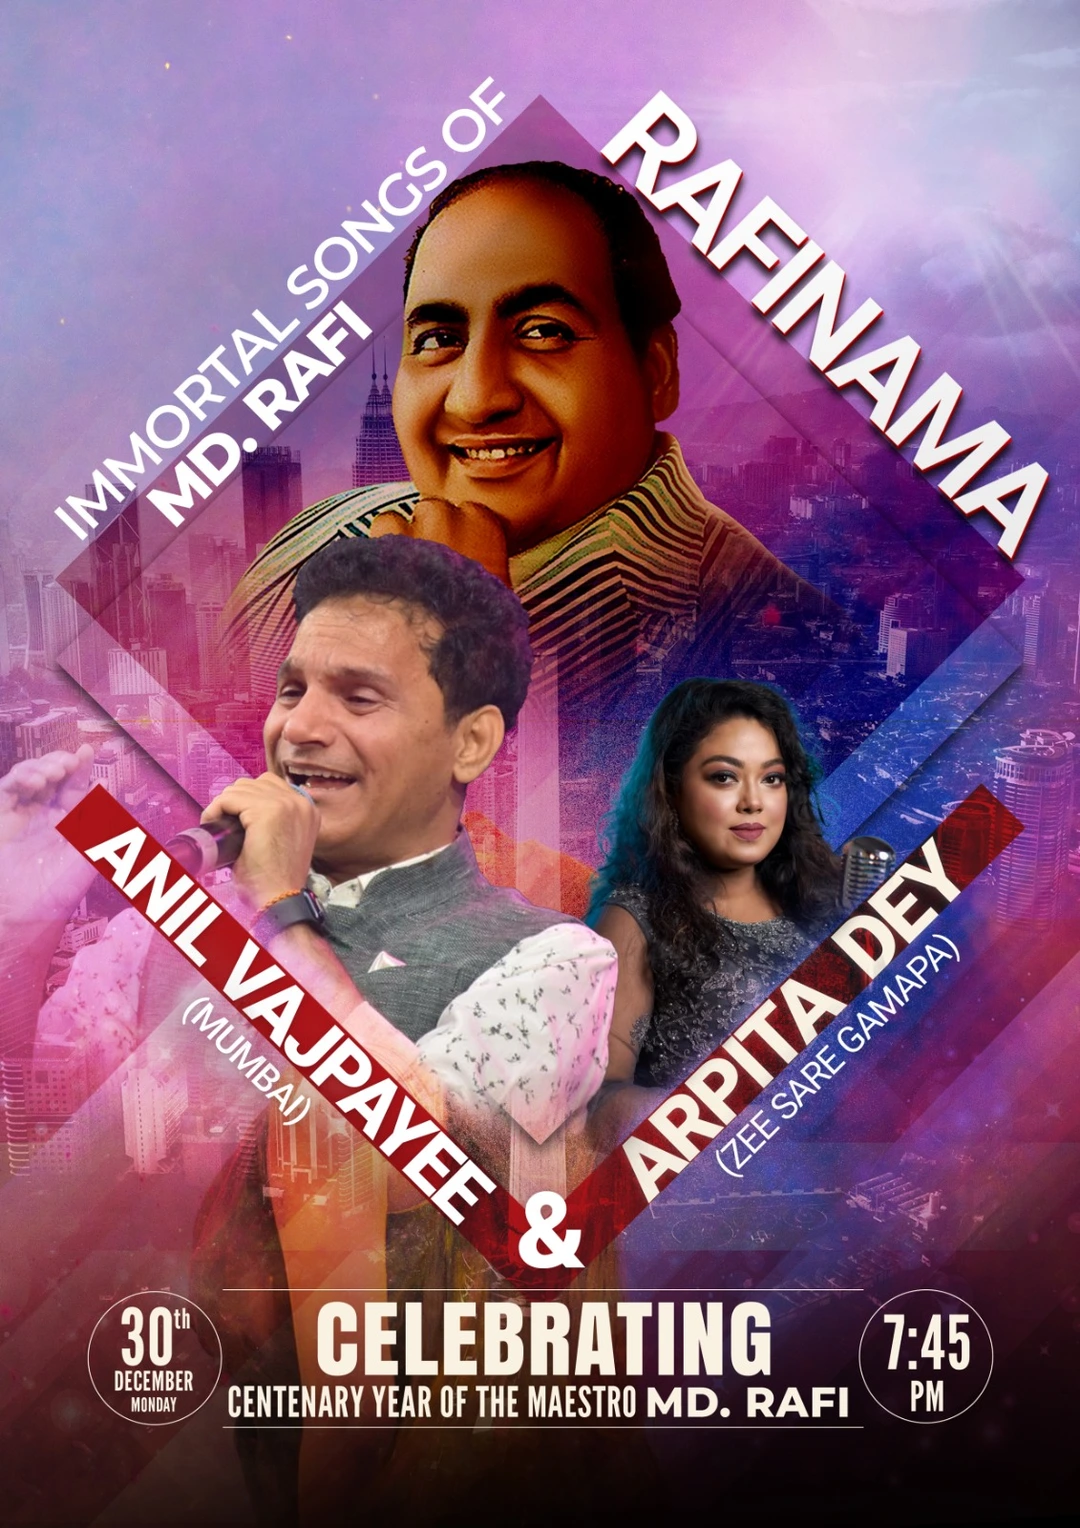 IMMORTAL SONGS OF
MD. RAFI
RAFINAMA
ANIL VAJPAYEE
(MUMBAI)
&
ARPITA DEY
(ZEE SARE GAMAPA)
30th
DECEMBER
MONDAY
CELEBRATING
CENTENARY YEAR OF THE MAESTRO MD. RAFI
7:45
PM